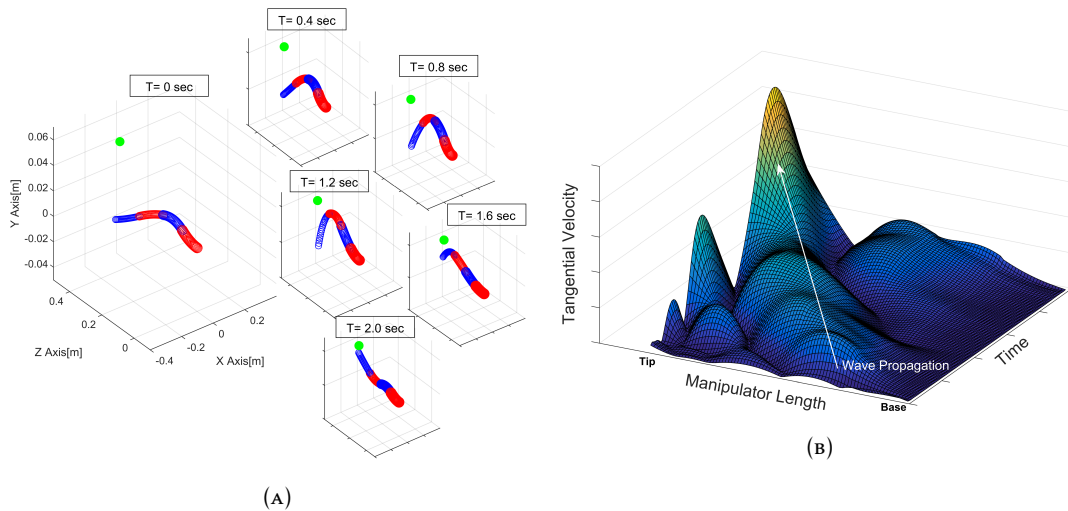 T= 0 sec
T= 0.4 sec
T= 0.8 sec
T= 1.2 sec
T= 1.6 sec
T= 2.0 sec
0.06
0.04
0.02
0
-0.02
-0.04
Y Axis[m]
0.4
0.2
0
Z Axis[m]
-0.4
-0.2
0
0.2
X Axis[m]
(A)
Tangential Velocity
Tip
Manipulator Length
Base
Time
Wave Propagation
(B)